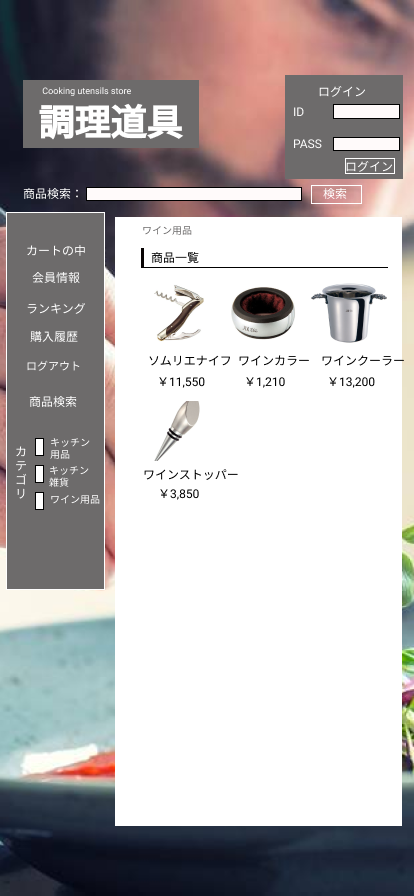 Cooking utensils store
調理道具
ログイン
ID
PASS
ログイン
商品検索：
検索
カートの中
会員情報
ランキング
購入履歴
ログアウト
商品検索
カテゴリ
キッチン
用品
キッチン
雑貨
ワイン用品
ワイン用品
商品一覧
ソムリエナイフ ワインカラー ワインクーラー
￥11,550 ￥1,210 ￥13,200
ワインストッパー
￥3,850